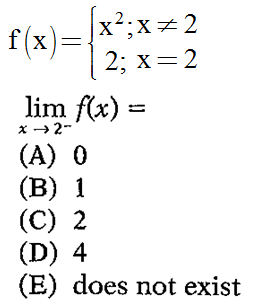 f(x)={x²;x≠2
2; x=2
lim f(x) =
x→2⁻
(A) 0
(B) 1
(C) 2
(D) 4
(E) does not exist